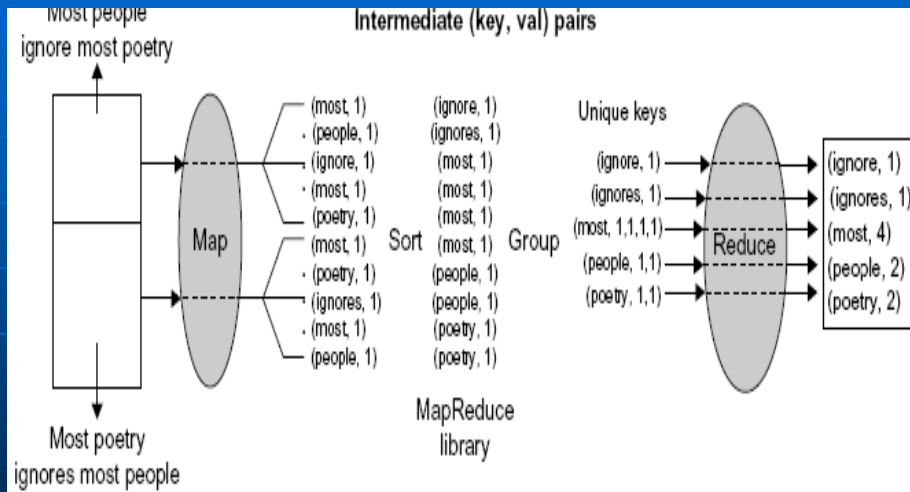 Most people
ignore most poetry
Intermediate (key, val) pairs
Map
(most, 1)
(people, 1)
(ignore, 1)
(most, 1)
(poetry, 1)
(most, 1)
(poetry, 1)
(ignores, 1)
(most, 1)
(people, 1)
Sort
(ignore, 1)
(ignores, 1)
(most, 1)
(most, 1)
(most, 1)
(most, 1)
(people, 1)
(people, 1)
(poetry, 1)
(poetry, 1)
Group
Unique keys
(ignore, 1)
(ignores, 1)
(most, 1,1,1,1)
(people, 1,1)
(poetry, 1,1)
Reduce
(ignore, 1)
(ignores, 1)
(most, 4)
(people, 2)
(poetry, 2)
MapReduce
library
Most poetry
ignores most people